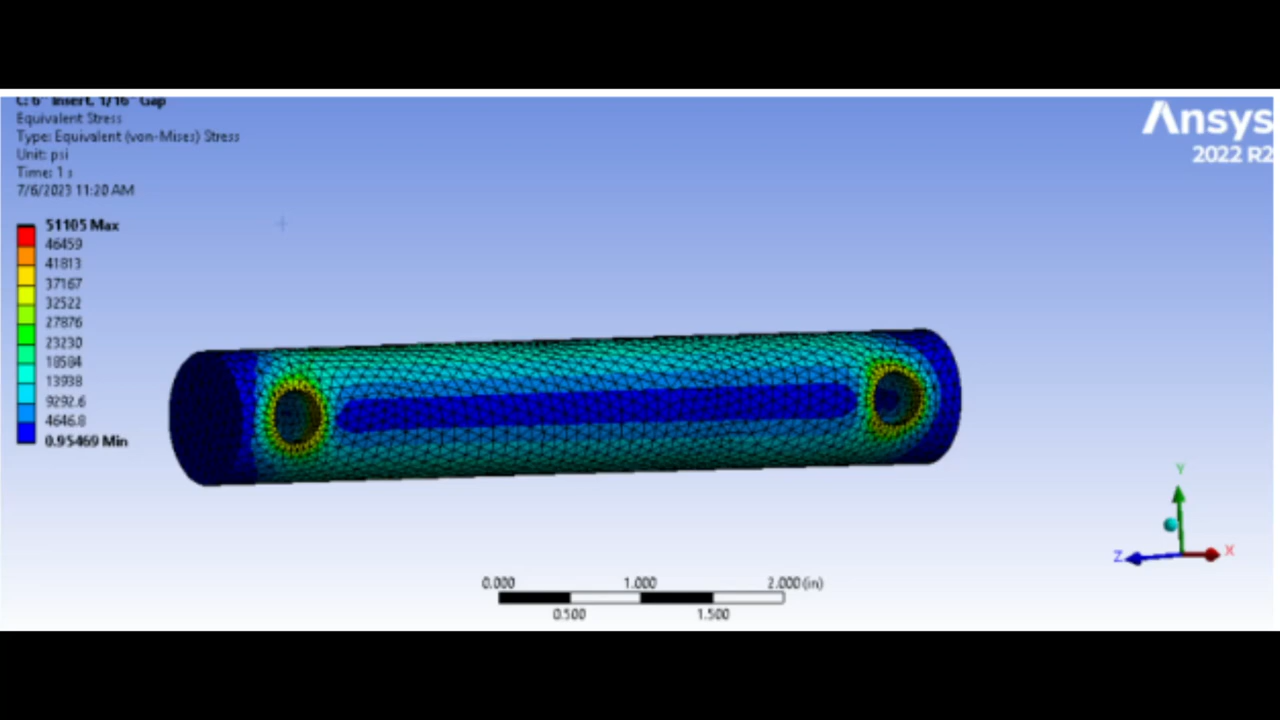 C: 6" Insert, 1/16" Gap
Equivalent Stress
Type: Equivalent (von-Mises) Stress
Unit: psi
Time: 1 s
7/6/2023 11:20 AM
51105 Max
46459
41813
37167
32522
27876
23230
18584
13938
9292.6
4646.8
0.95469 Min
Ansys
2022 R2
Y
Z
X
0.000 1.000 2.000 (in)
0.500 1.500